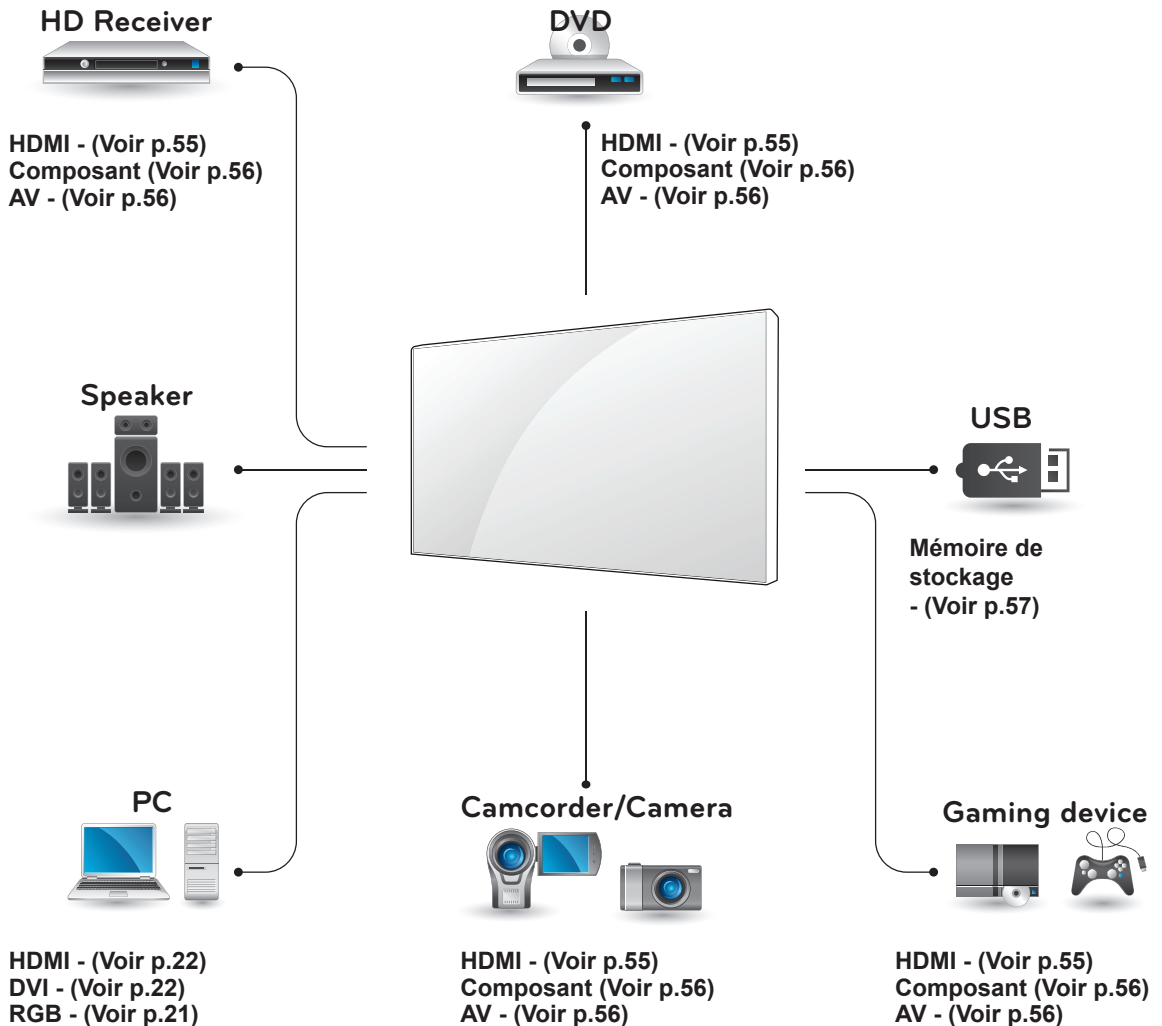 HD Receiver
HDMI - (Voir p.55)
Composant (Voir p.56)
AV - (Voir p.56)
DVD
HDMI - (Voir p.55)
Composant (Voir p.56)
AV - (Voir p.56)
Speaker
USB
Mémoire de
stockage
- (Voir p.57)
PC
HDMI - (Voir p.22)
DVI - (Voir p.22)
RGB - (Voir p.21)
Camcorder/Camera
HDMI - (Voir p.55)
Composant (Voir p.56)
AV - (Voir p.56)
Gaming device
HDMI - (Voir p.55)
Composant (Voir p.56)
AV - (Voir p.56)